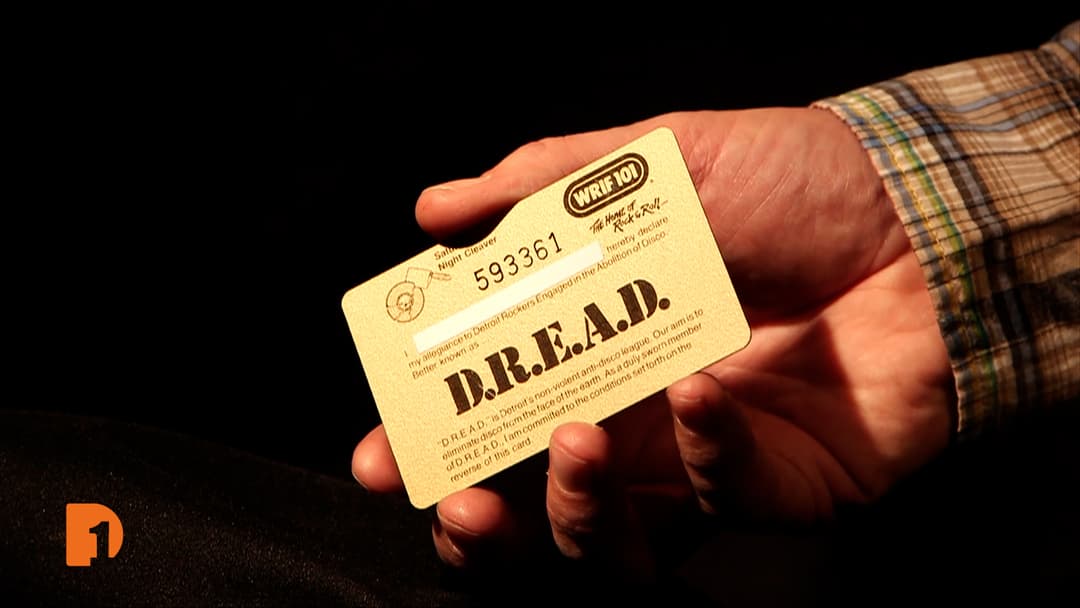 WRIF 101
THE HOME OF
ROCK & ROLL
Night Cleaver
593361
I, hereby declare
my allegiance to Detroit Rockers Engaged in the Abolition of Disco.
Better known as
D.R.E.A.D.
"D.R.E.A.D." is Detroit's non-violent anti-disco league. Our aim is to
eliminate disco from the face of the earth. As a duly sworn member
of D.R.E.A.D., I am committed to the conditions set forth on the
reverse of this card.
1